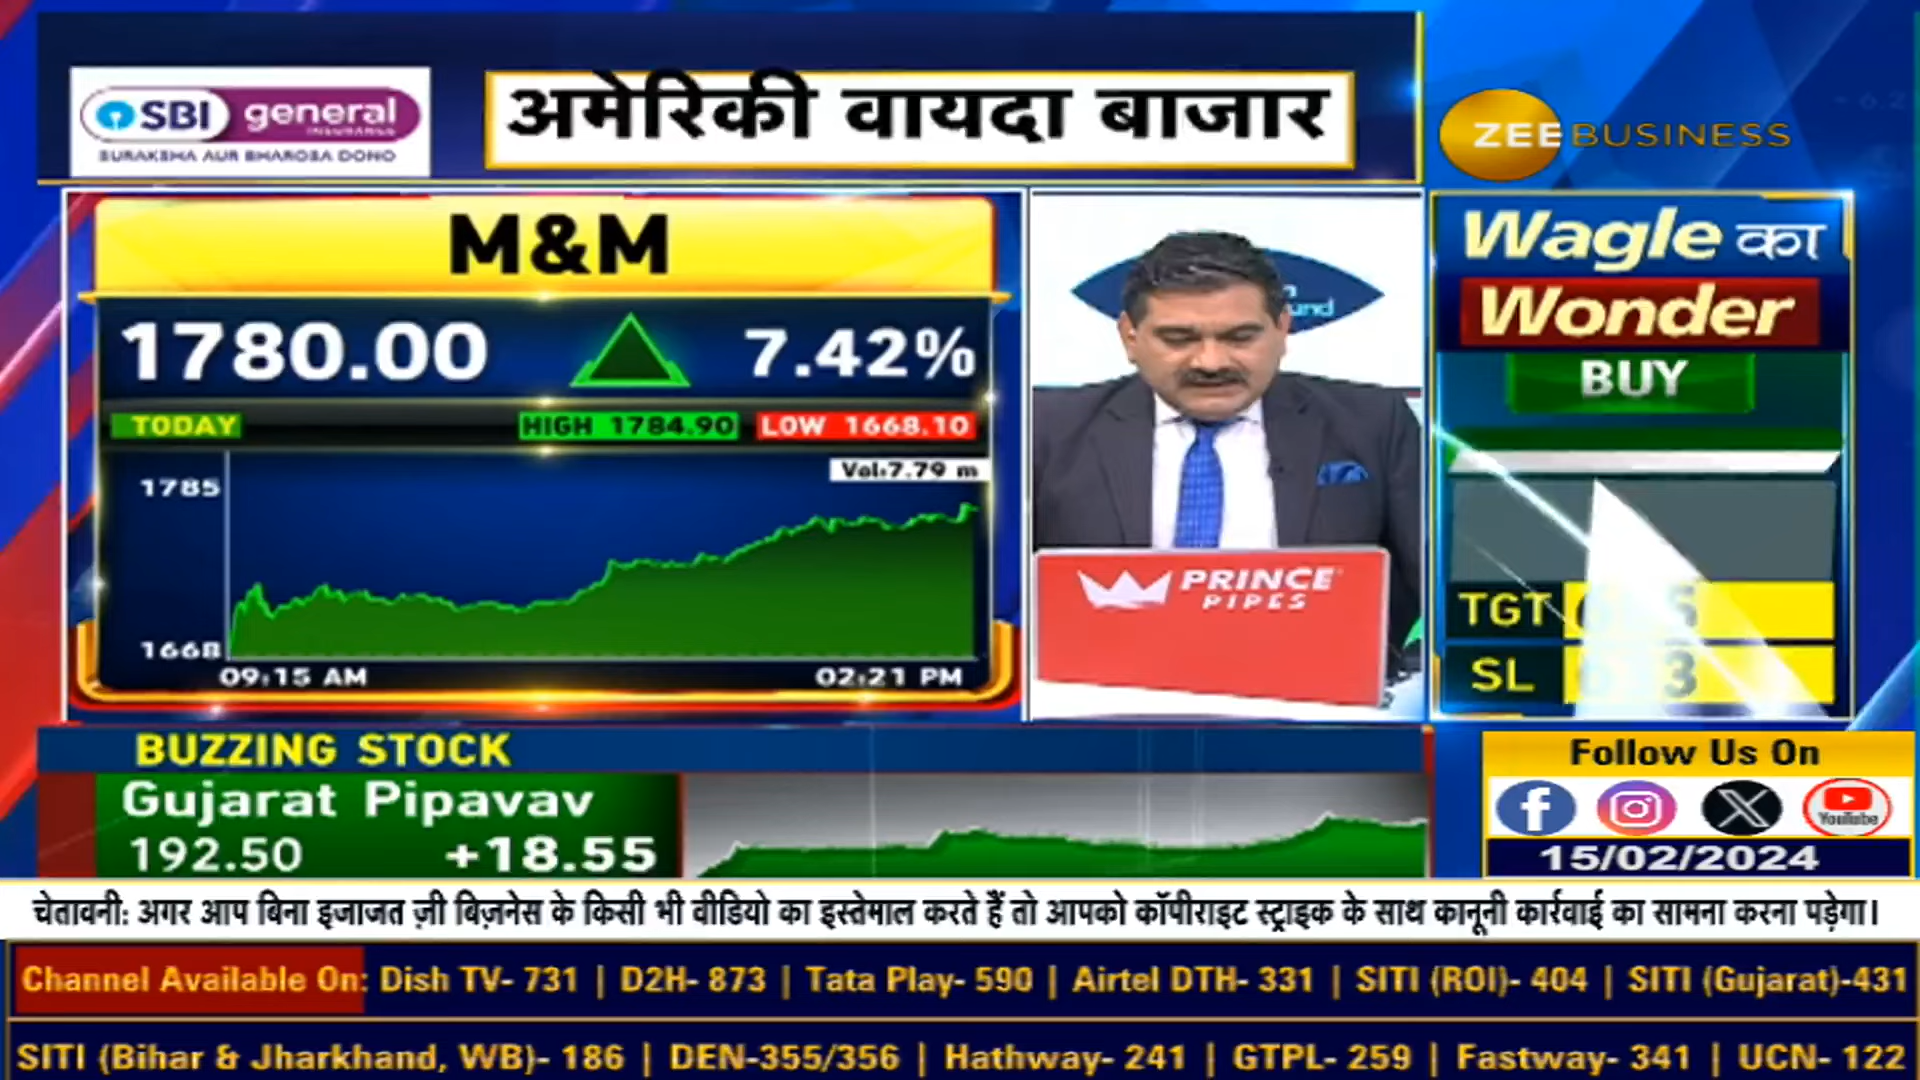 SBI general
INSURANCE
SURAKSHA AUR BHAROSA DONO
अमेरिकी वायदा बाजार
ZEE BUSINESS
M&M
1780.00 7.42%
TODAY HIGH 1784.90 LOW 1668.10
Vol:7.79 m
1785
1668
09:15 AM 02:21 PM
und
PRINCE
PIPES
Wagle का
Wonder
BUY
TGT
SL
BUZZING STOCK
Gujarat Pipavav
192.50 +18.55
Follow Us On
YouTube
15/02/2024
चेतावनी: अगर आप बिना इजाजत ज़ी बिज़नेस के किसी भी वीडियो का इस्तेमाल करते हैं तो आपको कॉपीराइट स्ट्राइक के साथ कानूनी कार्रवाई का सामना करना पड़ेगा।
Channel Available On: Dish TV- 731 | D2H- 873 | Tata Play- 590 | Airtel DTH- 331 | SITI (ROI)- 404 | SITI (Gujarat)-431
SITI (Bihar & Jharkhand, WB)- 186 | DEN-355/356 | Hathway- 241 | GTPL- 259 | Fastway- 341 | UCN- 122